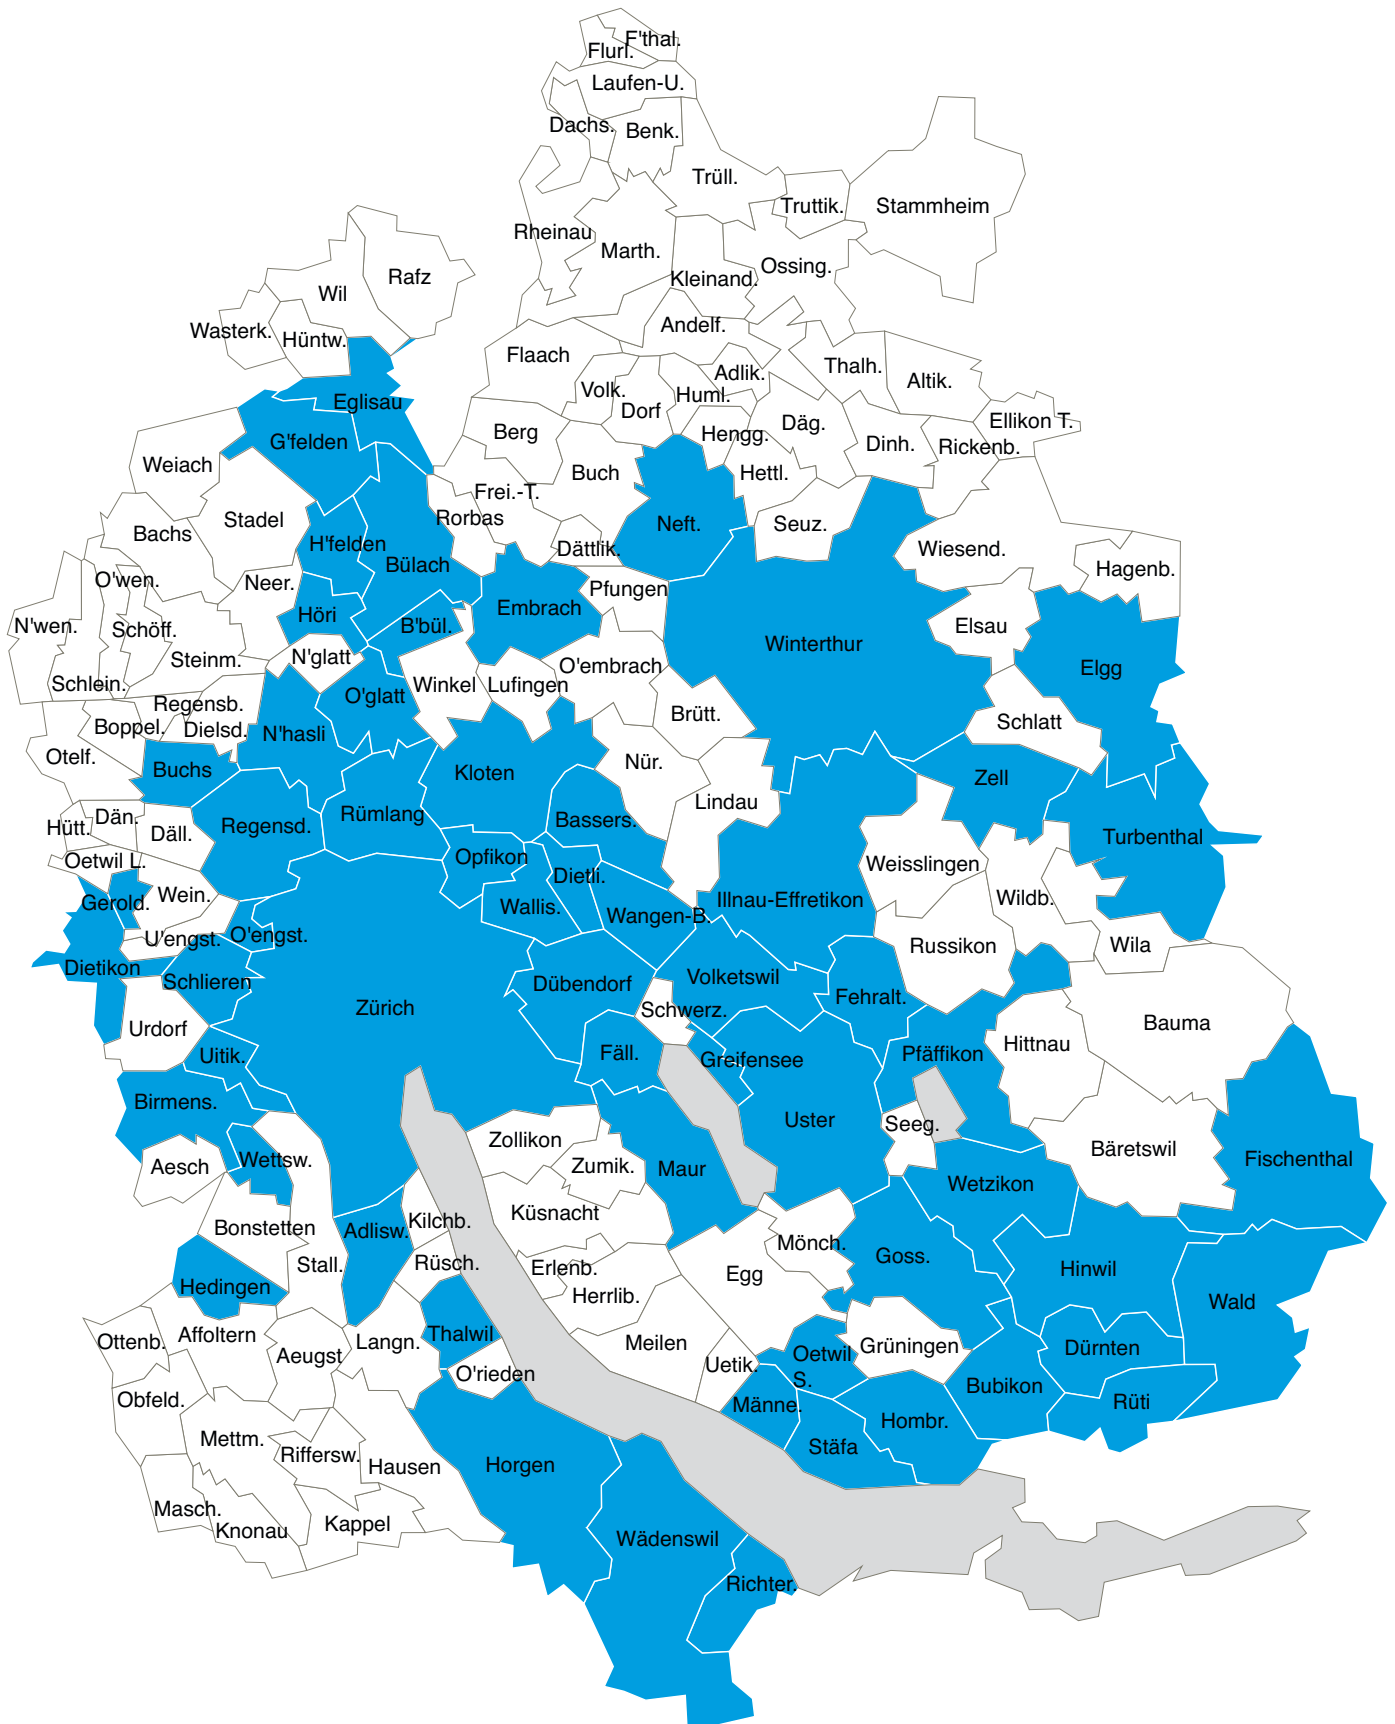 F'thal.
Flurl.
Laufen-U.
Dachs.
Benk.
Trüll.
Truttik.
Stammheim
Rheinau
Marth.
Ossing.
Kleinand.
Rafz
Wil
Wasterk.
Hüntw.
Andelf.
Flaach
Thalh.
Adlik.
Altik.
Volk.
Huml.
Dorf
Eglisau
Ellikon T.
Däg.
Berg
Hengg.
G'felden
Dinh.
Rickenb.
Weiach
Buch
Hettl.
Frei.-T.
Rorbas
Stadel
Neft.
Seuz.
Bachs
H'felden
Dättlik.
Wiesend.
Bülach
Hagenb.
O'wen.
Neer.
Pfungen
Embrach
Höri
N'wen.
Schöff.
B'bül.
Elsau
Winterthur
Steinm.
N'glatt
O'embrach
Elgg
Schlein.
Winkel
Lufingen
O'glatt
Regensb.
Brütt.
Boppel.
Dielsd.
N'hasli
Schlatt
Otelf.
Buchs
Kloten
Nür.
Zell
Lindau
Dän.
Rümlang
Hütt.
Däll.
Regensd.
Bassers.
Turbenthal
Oetwil L.
Opfikon
Weisslingen
Dietli.
Wein.
Gerold.
Wallis.
Wangen-B.
Illnau-Effretikon
Wildb.
U'engst.
O'engst.
Russikon
Wila
Dietikon
Schlieren
Dübendorf
Volketswil
Fehralt.
Zürich
Schwerz.
Urdorf
Bauma
Uitik.
Fäll.
Greifensee
Pfäffikon
Hittnau
Birmens.
Uster
Seeg.
Zollikon
Bäretswil
Aesch
Wettsw.
Zumik.
Maur
Fischenthal
Wetzikon
Küsnacht
Bonstetten
Adlisw.
Kilchb.
Mönch.
Goss.
Stall.
Rüsch.
Erlenb.
Egg
Hinwil
Hedingen
Herrlib.
Wald
Ottenb.
Affoltern
Langn.
Thalwil
Meilen
Grüningen
Dürnten
Aeugst
Uetik.
Oetwil
S.
O'rieden
Bubikon
Obfeld.
Männe.
Rüti
Hombr.
Mettm.
Stäfa
Riffersw.
Hausen
Horgen
Masch.
Kappel
Knonau
Wädenswil
Richter.